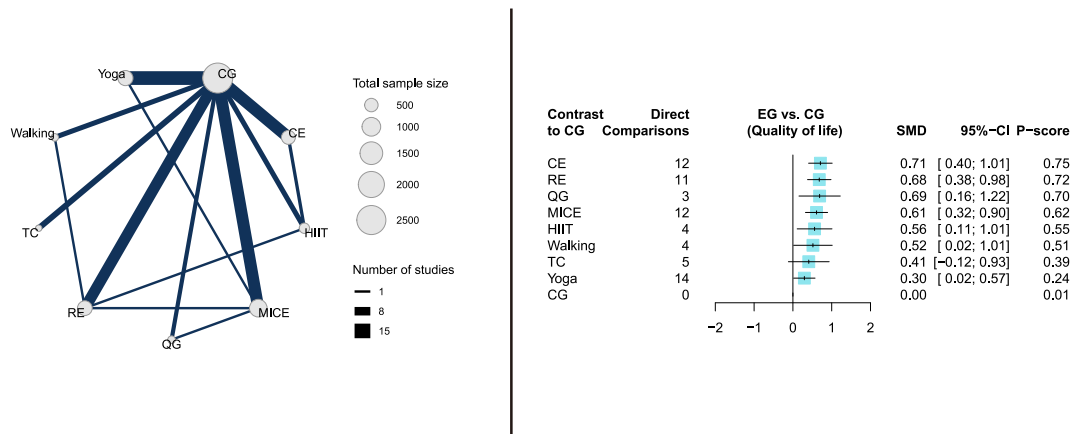 CG
Yoga
Walking
CE
TC
HIIT
RE
MICE
QG
Total sample size
500
1000
1500
2000
2500
Number of studies
1
8
15
Contrast Direct EG vs. CG
to CG Comparisons (Quality of life) SMD 95%−CI P−score
CE 12 0.71 [ 0.40; 1.01] 0.75
RE 11 0.68 [ 0.38; 0.98] 0.72
QG 3 0.69 [ 0.16; 1.22] 0.70
MICE 12 0.61 [ 0.32; 0.90] 0.62
HIIT 4 0.56 [ 0.11; 1.01] 0.55
Walking 4 0.52 [ 0.02; 1.01] 0.51
TC 5 0.41 [−0.12; 0.93] 0.39
Yoga 14 0.30 [ 0.02; 0.57] 0.24
CG 0 0.00 0.01
−2 −1 0 1 2